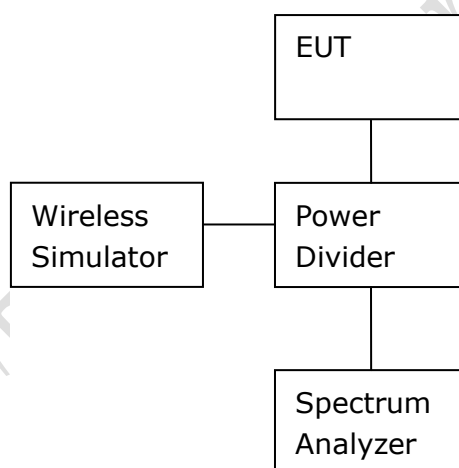 EUT
Wireless
Simulator
Power
Divider
Spectrum
Analyzer